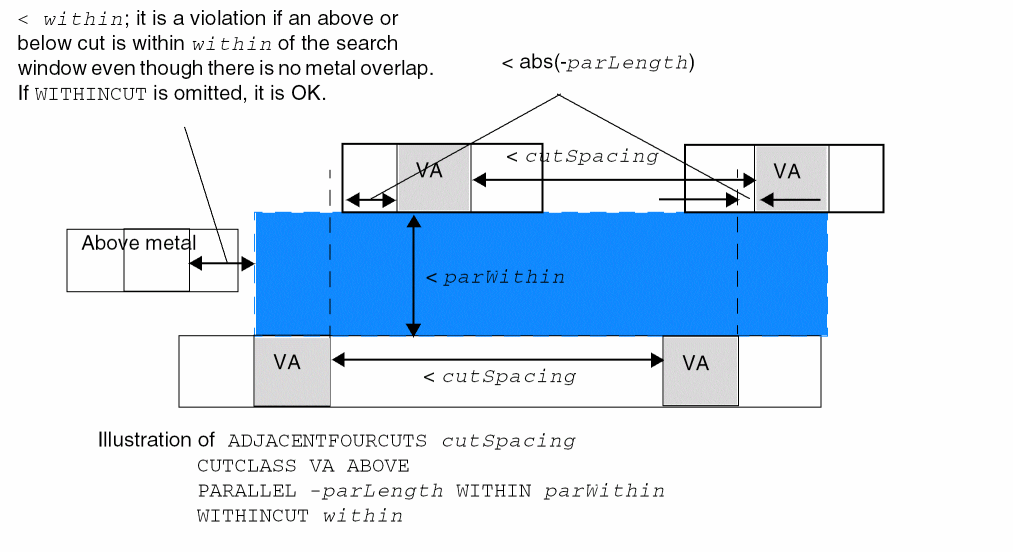 < within; it is a violation if an above or
below cut is within within of the search
window even though there is no metal overlap.
If WITHINCUT is omitted, it is OK.
< abs(-parLength)
VA
< cutSpacing
VA
Above metal
< parWithin
VA
< cutSpacing
VA
Illustration of ADJACENTFOURCUTS cutSpacing
CUTCLASS VA ABOVE
PARALLEL -parLength WITHIN parWithin
WITHINCUT within